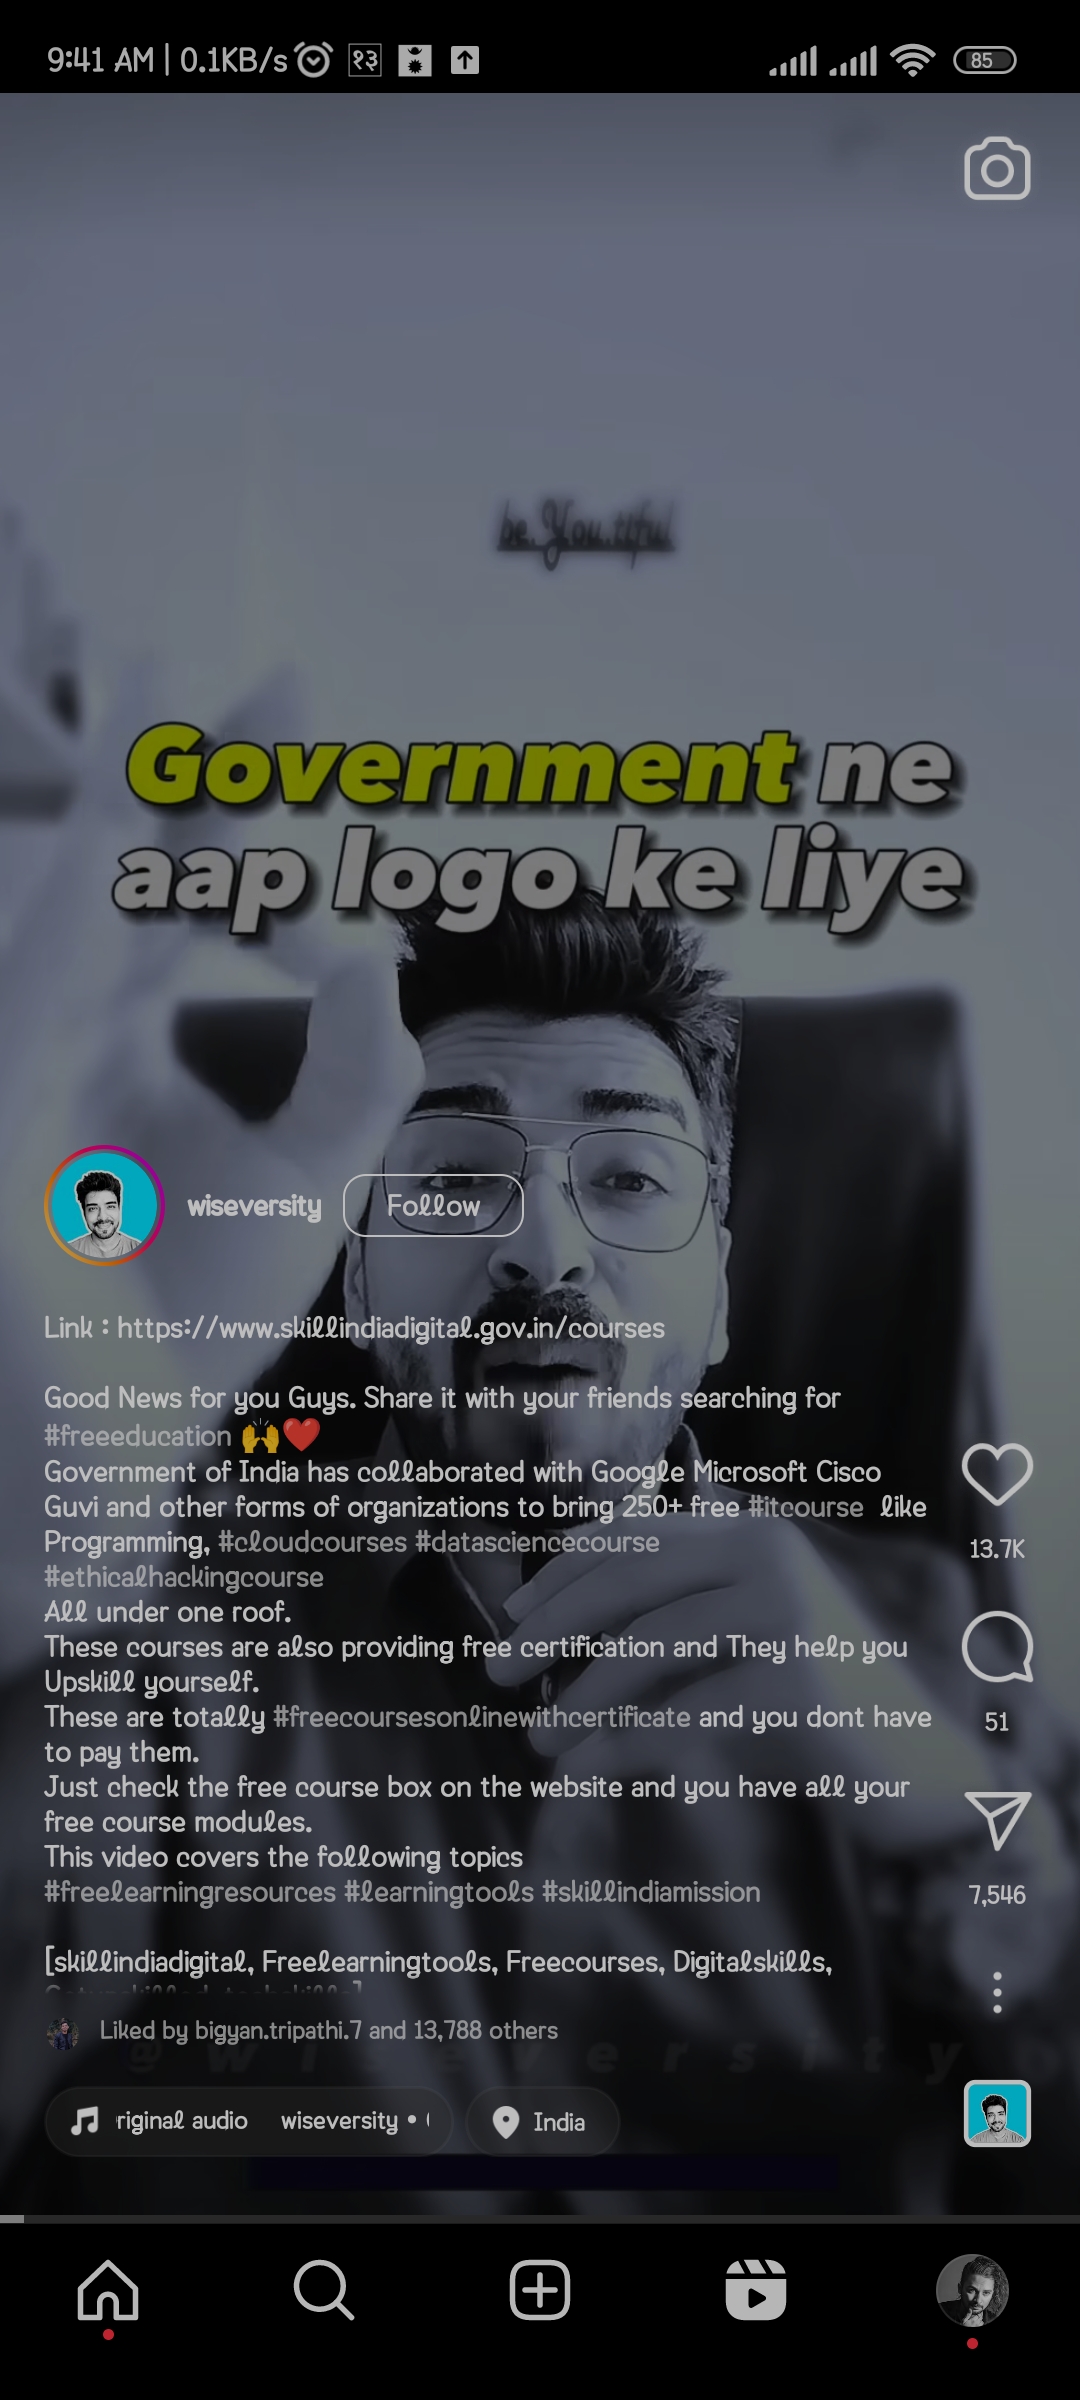 9:41 AM | 0.1KB/s १३ 85
be.You.tiful
Government ne
aap logo ke liye
wiseversity Follow
Link : https://www.skillindiadigital.gov.in/courses
Good News for you Guys. Share it with your friends searching for
#freeeducation 🙌❤️
Government of India has collaborated with Google Microsoft Cisco
Guvi and other forms of organizations to bring 250+ free #itcourse like
Programming, #cloudcourses #datasciencecourse
#ethicalhackingcourse
All under one roof.
These courses are also providing free certification and They help you
Upskill yourself.
These are totally #freecoursesonlinewithcertificate and you dont have
to pay them.
Just check the free course box on the website and you have all your
free course modules.
This video covers the following topics
#freelearningresources #learningtools #skillindiamission
[skillindiadigital, Freelearningtools, Freecourses, Digitalskills,
13.7K
51
7,546
Liked by bigyan.tripathi.7 and 13,788 others
@wiseversity
riginal audio wiseversity •
India